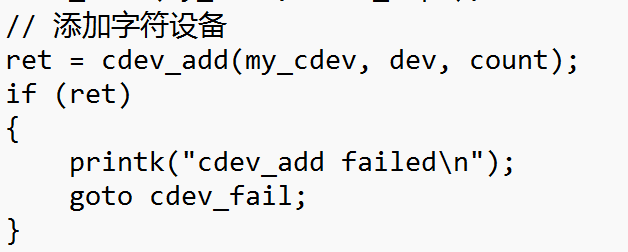 // 添加字符设备
ret = cdev_add(my_cdev, dev, count);
if (ret)
{
    printk("cdev_add failed\n");
    goto cdev_fail;
}